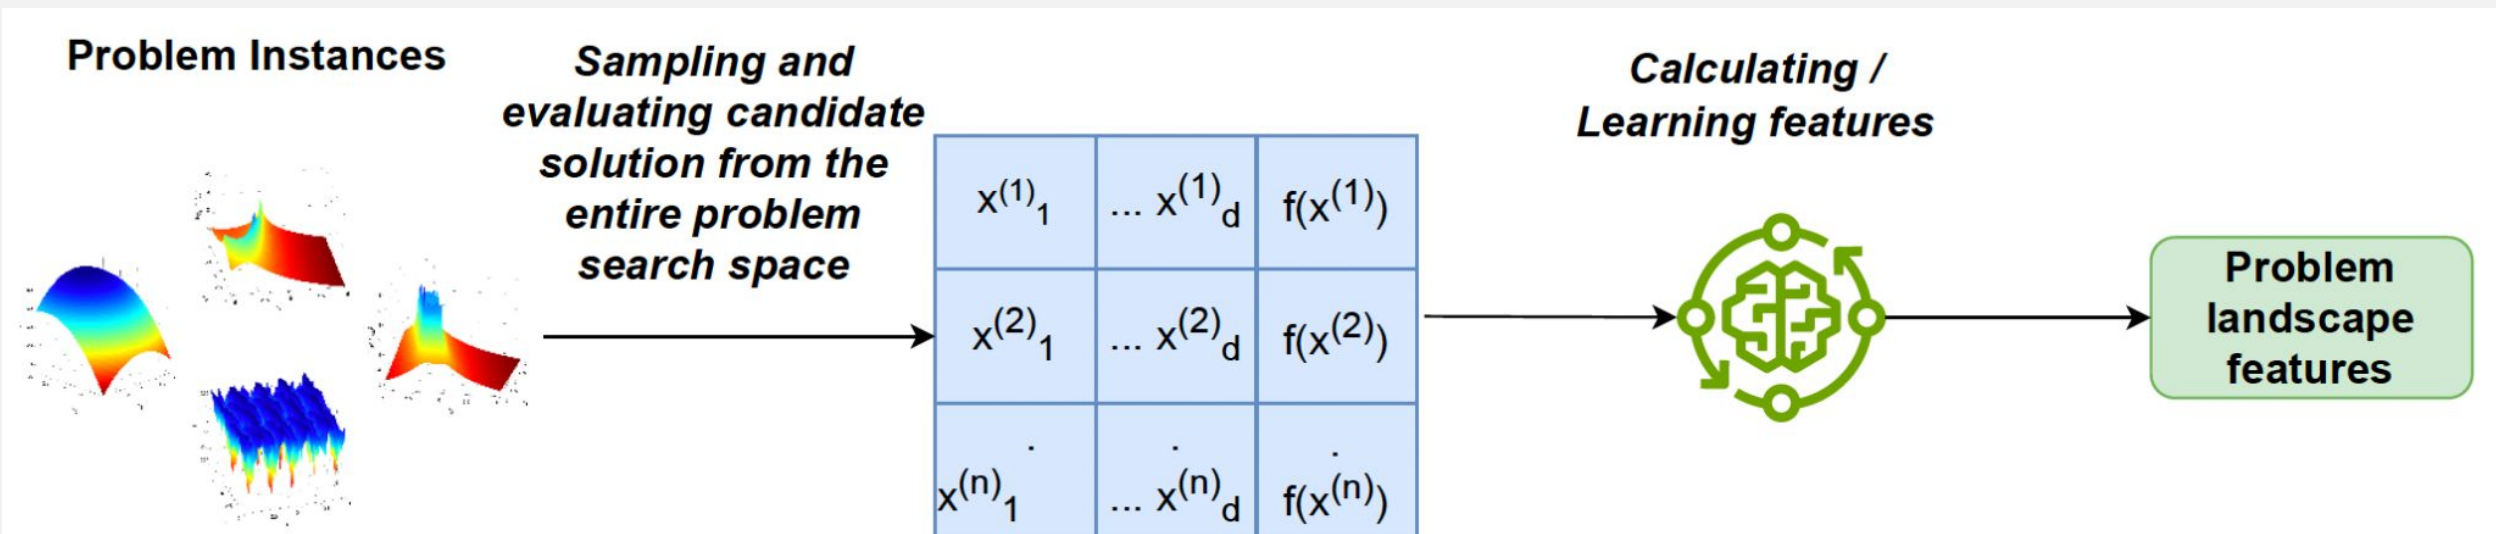 Problem Instances
Sampling and
evaluating candidate
solution from the
entire problem
search space
x(1)1 ... x(1)d f(x(1))
x(2)1 ... x(2)d f(x(2))
. . .
x(n)1 ... x(n)d f(x(n))
Calculating /
Learning features
Problem
landscape
features